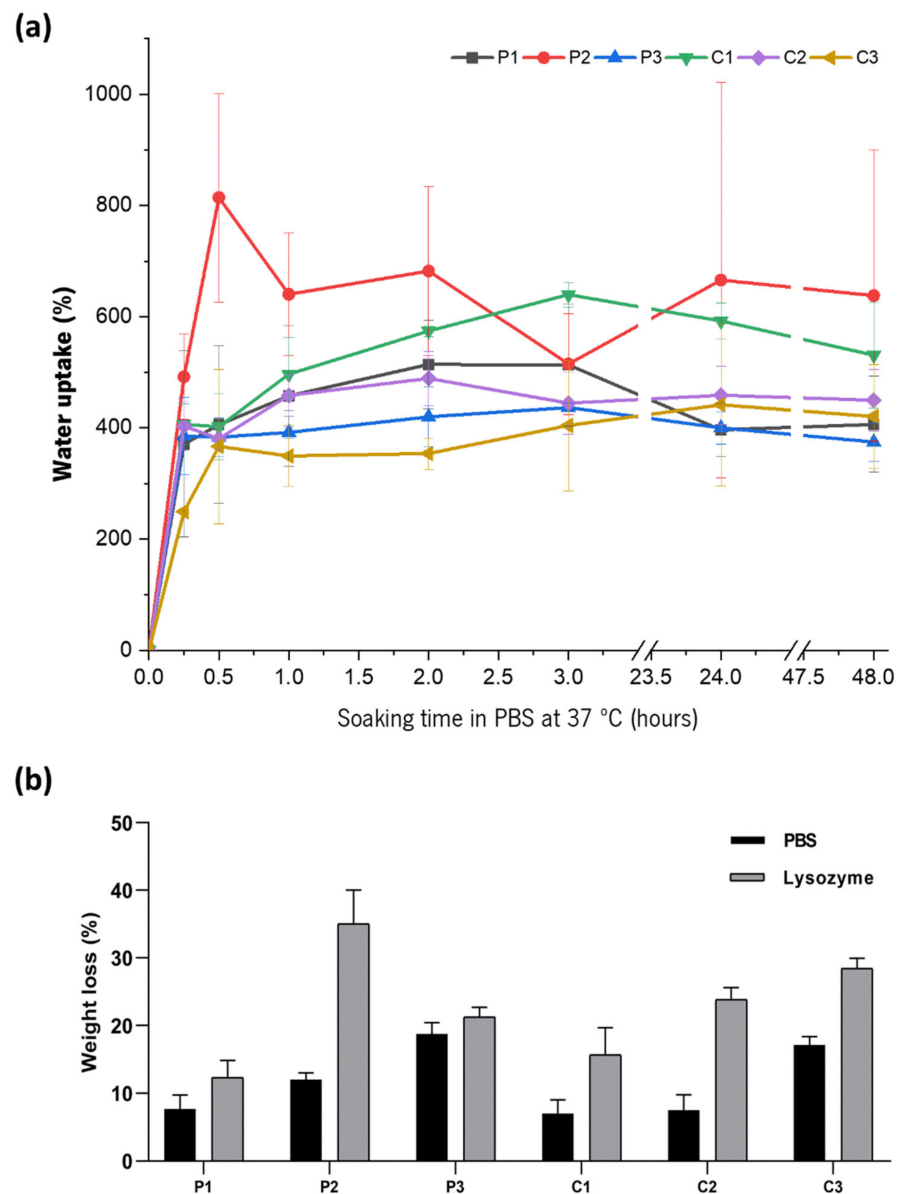 (a)
P1 P2 P3 C1 C2 C3
1000
800
600
400
200
0
Water uptake (%)
0.0 0.5 1.0 1.5 2.0 2.5 3.0 23.5 24.0 47.5 48.0
Soaking time in PBS at 37 °C (hours)
(b)
50
40
30
20
10
0
Weight loss (%)
PBS
Lysozyme
P1 P2 P3 C1 C2 C3